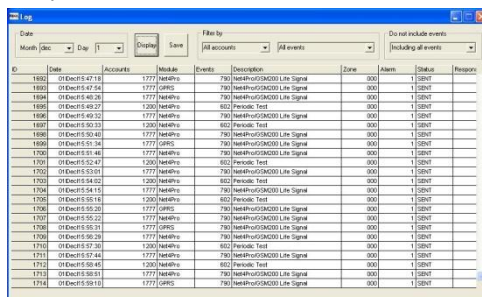 Log
Date Filter by Do not include events
Month dec Day 1 Display Save All accounts All events Including all events
ID Date Accounts Module Events Description Zone Alarm Status Respon
1692 01Dec15:47:18 1777 Net4Pro 790 Net4Pro/GSM200 Life Signal 000 1 SENT
1693 01Dec15:47:54 1777 GPRS 790 Net4Pro/GSM200 Life Signal 000 1 SENT
1694 01Dec15:48:26 1777 Net4Pro 790 Net4Pro/GSM200 Life Signal 000 1 SENT
1695 01Dec15:49:27 1200 Net4Pro 602 Periodic Test 000 1 SENT
1696 01Dec15:49:32 1777 Net4Pro 790 Net4Pro/GSM200 Life Signal 000 1 SENT
1697 01Dec15:50:33 1200 Net4Pro 602 Periodic Test 000 1 SENT
1698 01Dec15:50:40 1777 Net4Pro 790 Net4Pro/GSM200 Life Signal 000 1 SENT
1699 01Dec15:51:34 1777 GPRS 790 Net4Pro/GSM200 Life Signal 000 1 SENT
1700 01Dec15:51:46 1777 Net4Pro 790 Net4Pro/GSM200 Life Signal 000 1 SENT
1701 01Dec15:52:47 1200 Net4Pro 602 Periodic Test 000 1 SENT
1702 01Dec15:53:01 1777 Net4Pro 790 Net4Pro/GSM200 Life Signal 000 1 SENT
1703 01Dec15:54:02 1200 Net4Pro 602 Periodic Test 000 1 SENT
1704 01Dec15:54:15 1777 Net4Pro 790 Net4Pro/GSM200 Life Signal 000 1 SENT
1705 01Dec15:55:16 1200 Net4Pro 602 Periodic Test 000 1 SENT
1706 01Dec15:55:20 1777 GPRS 790 Net4Pro/GSM200 Life Signal 000 1 SENT
1707 01Dec15:55:22 1777 Net4Pro 790 Net4Pro/GSM200 Life Signal 000 1 SENT
1708 01Dec15:55:31 1777 GPRS 790 Net4Pro/GSM200 Life Signal 000 1 SENT
1709 01Dec15:56:29 1777 Net4Pro 790 Net4Pro/GSM200 Life Signal 000 1 SENT
1710 01Dec15:57:30 1200 Net4Pro 602 Periodic Test 000 1 SENT
1711 01Dec15:57:44 1777 Net4Pro 790 Net4Pro/GSM200 Life Signal 000 1 SENT
1712 01Dec15:58:45 1200 Net4Pro 602 Periodic Test 000 1 SENT
1713 01Dec15:58:51 1777 Net4Pro 790 Net4Pro/GSM200 Life Signal 000 1 SENT
1714 01Dec15:59:10 1777 GPRS 790 Net4Pro/GSM200 Life Signal 000 1 SENT